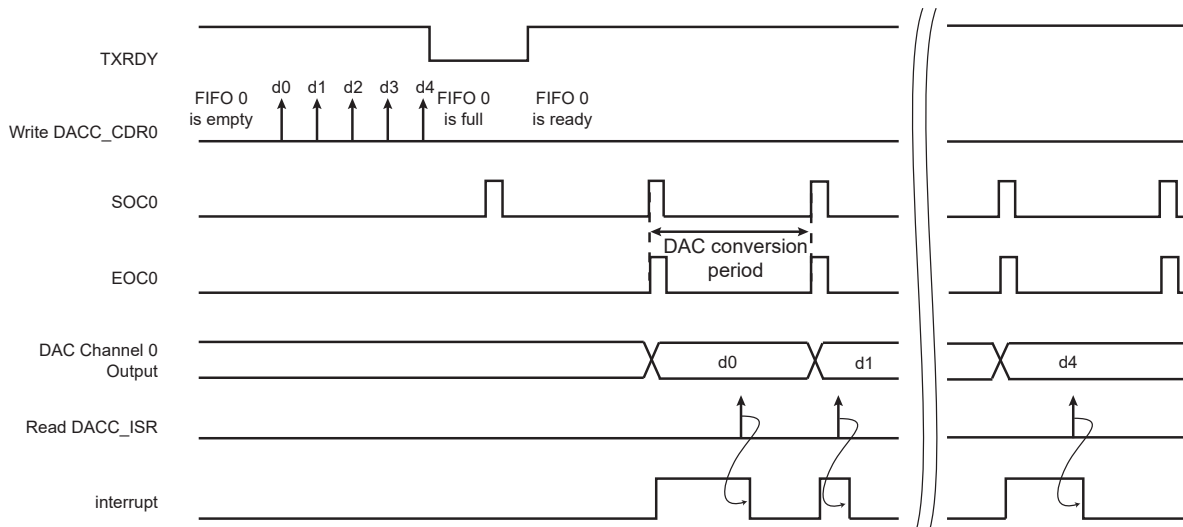 TXRDY
d0 d1 d2 d3 d4
FIFO 0
is empty
FIFO 0
is full
FIFO 0
is ready
Write DACC_CDR0
SOC0
DAC conversion
period
EOC0
DAC Channel 0
Output
d0
d1
d4
Read DACC_ISR
interrupt